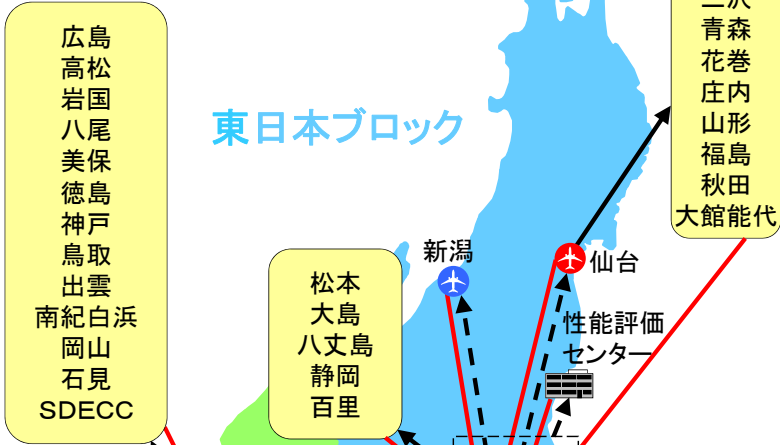 広島
高松
岩国
八尾
美保
徳島
神戸
鳥取
出雲
南紀白浜
岡山
石見
SDECC
東日本ブロック
松本
大島
八丈島
静岡
百里
新潟
仙台
性能評価
センター
青森
花巻
庄内
山形
福島
秋田
大館能代